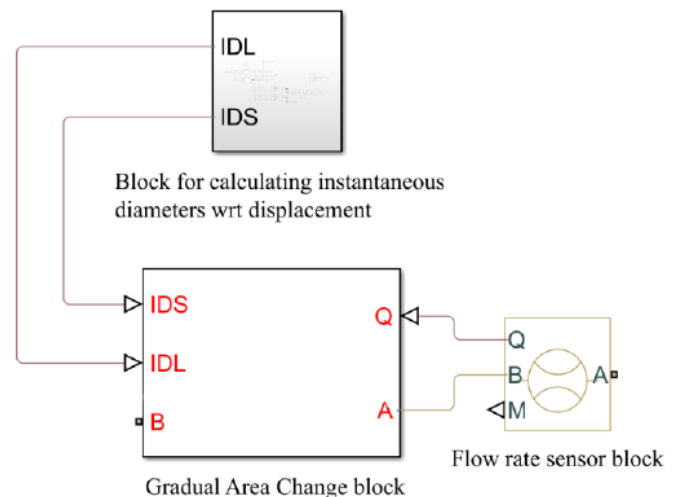 IDL
IDS
Block for calculating instantaneous
diameters wrt displacement
IDS
Q
IDL
Q
B
A
B
A
M
Flow rate sensor block
Gradual Area Change block